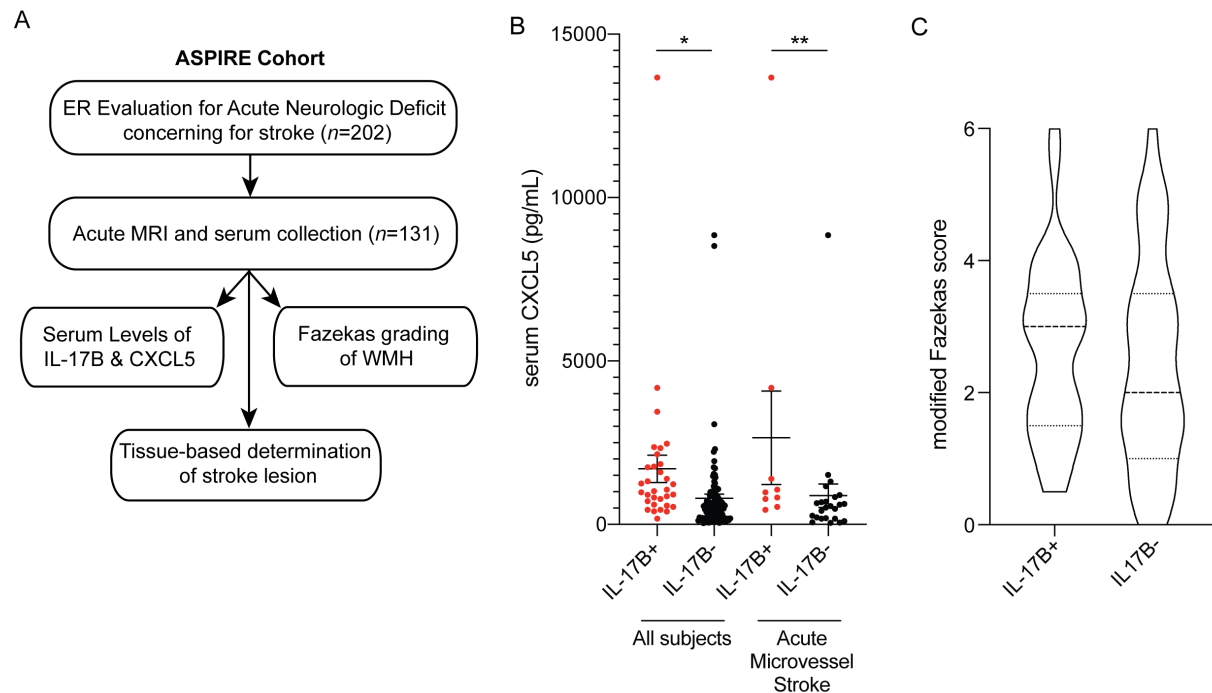 A
ASPIRE Cohort
ER Evaluation for Acute Neurologic Deficit
concerning for stroke (n=202)
Acute MRI and serum collection (n=131)
Serum Levels of
IL-17B & CXCL5
Fazekas grading
of WMH
Tissue-based determination
of stroke lesion
B
serum CXCL5 (pg/mL)
15000
10000
5000
0
*
**
IL-17B+
IL-17B-
IL-17B+
IL-17B-
All subjects
Acute
Microvessel
Stroke
C
modified Fazekas score
6
4
2
0
IL-17B+
IL17B-